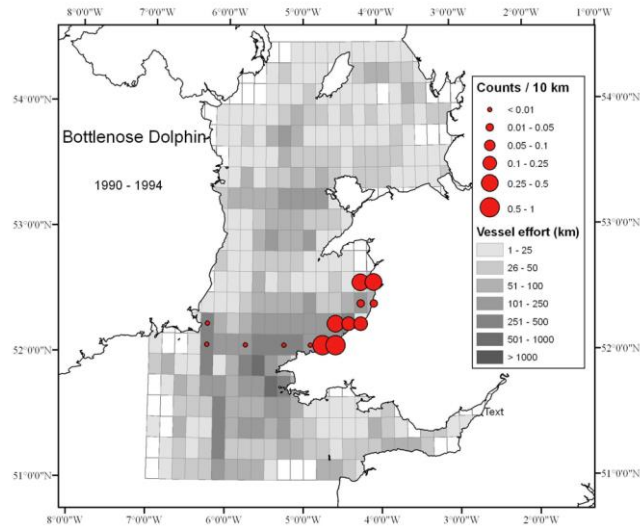 8°0'0"W 7°0'0"W 6°0'0"W 5°0'0"W 4°0'0"W 3°0'0"W 2°0'0"W 1°0'0"W
54°0'0"N 54°0'0"N
Counts / 10 km
< 0.01
0.01 - 0.05
0.05 - 0.1
0.1 - 0.25
0.25 - 0.5
0.5 - 1
Bottlenose Dolphin
1990 - 1994
53°0'0"N 53°0'0"N
Vessel effort (km)
1 - 25
26 - 50
51 - 100
101 - 250
251 - 500
501 - 1000
> 1000
52°0'0"N 52°0'0"N
Text
51°0'0"N 51°0'0"N
8°0'0"W 7°0'0"W 6°0'0"W 5°0'0"W 4°0'0"W 3°0'0"W 2°0'0"W